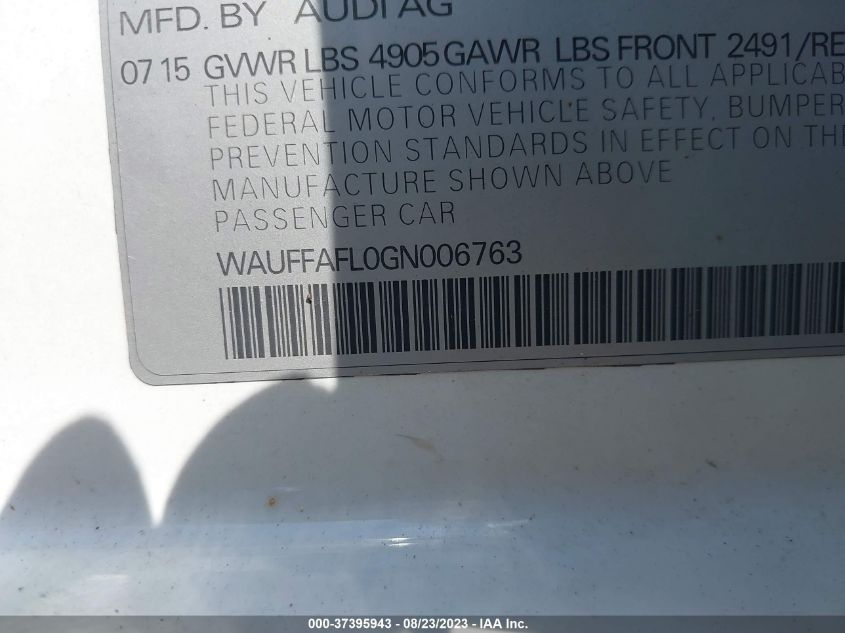 MFD. BY AUDI AG
07 15 GVWR LBS 4905 GAWR LBS FRONT 2491/RE
THIS VEHICLE CONFORMS TO ALL APPLICAB
FEDERAL MOTOR VEHICLE SAFETY, BUMPER
PREVENTION STANDARDS IN EFFECT ON THE
MANUFACTURE SHOWN ABOVE
PASSENGER CAR
WAUFFAFL0GN006763
000-37395943 - 08/23/2023 - IAA Inc.